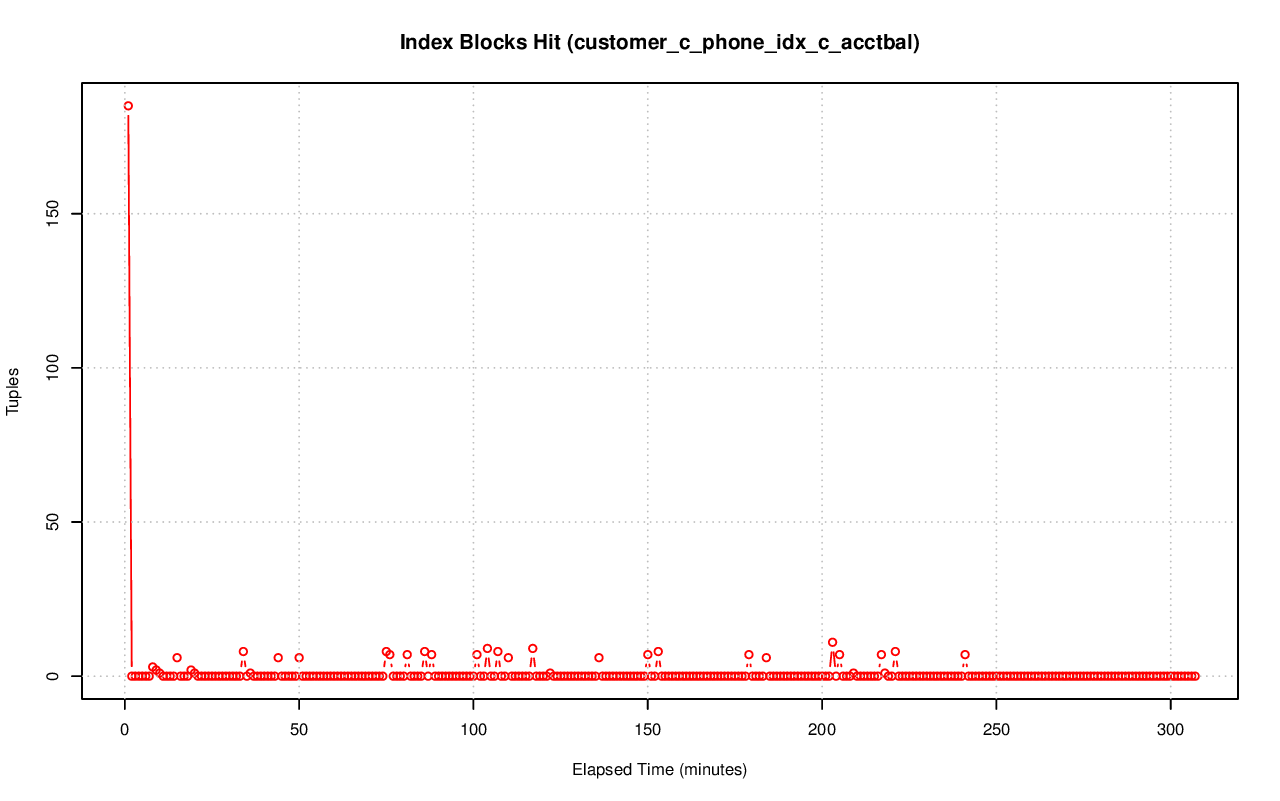 Index Blocks Hit (customer_c_phone_idx_c_acctbal)
Tuples
150
100
50
0
0 50 100 150 200 250 300
Elapsed Time (minutes)